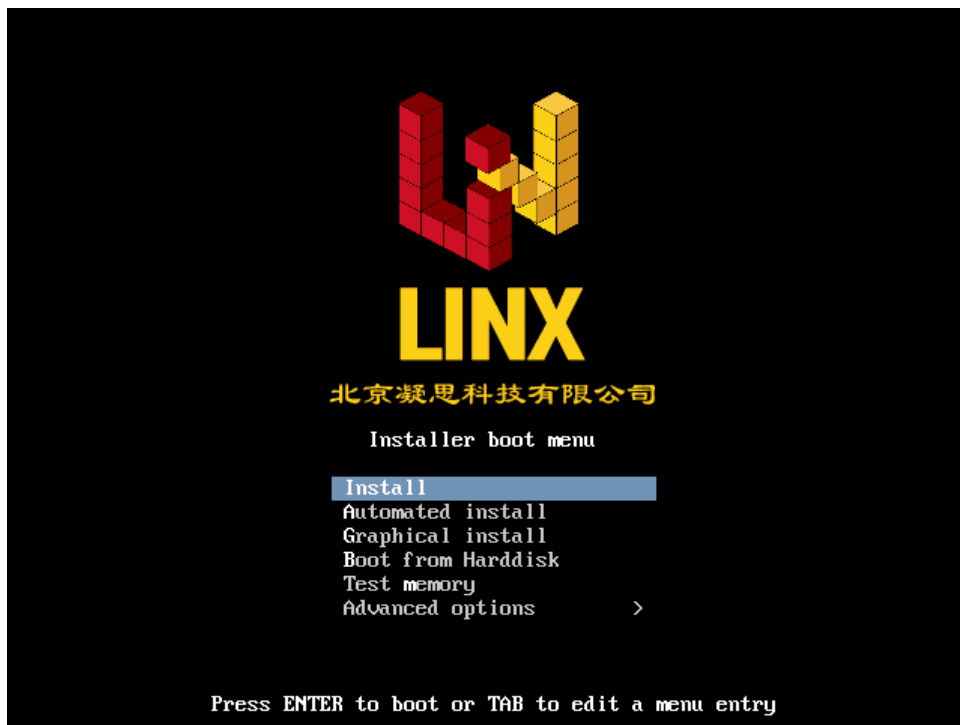 LINX
北京凝思科技有限公司
Installer boot menu
Install
Automated install
Graphical install
Boot from Harddisk
Test memory
Advanced options >
Press ENTER to boot or TAB to edit a menu entry